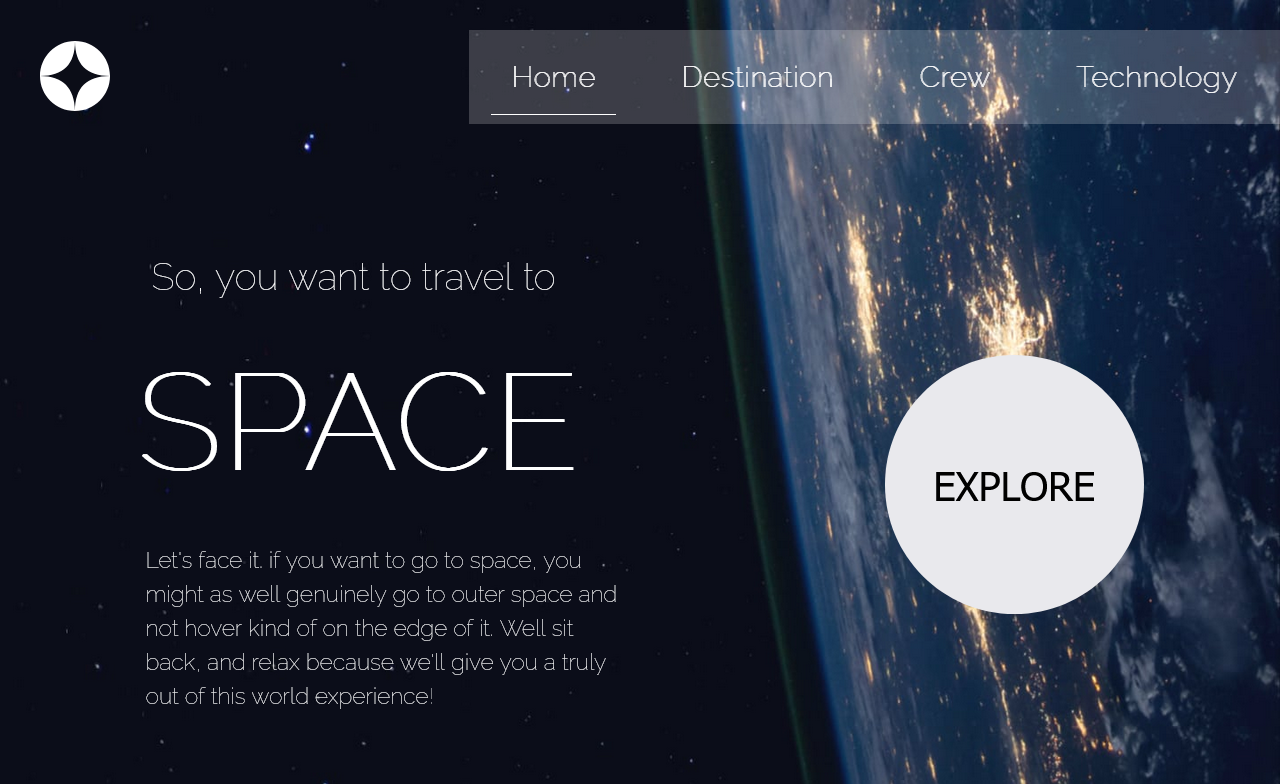 Home Destination Crew Technology
So, you want to travel to
SPACE
EXPLORE
Let's face it. if you want to go to space, you
might as well genuinely go to outer space and
not hover kind of on the edge of it. Well sit
back, and relax because we'll give you a truly
out of this world experience!